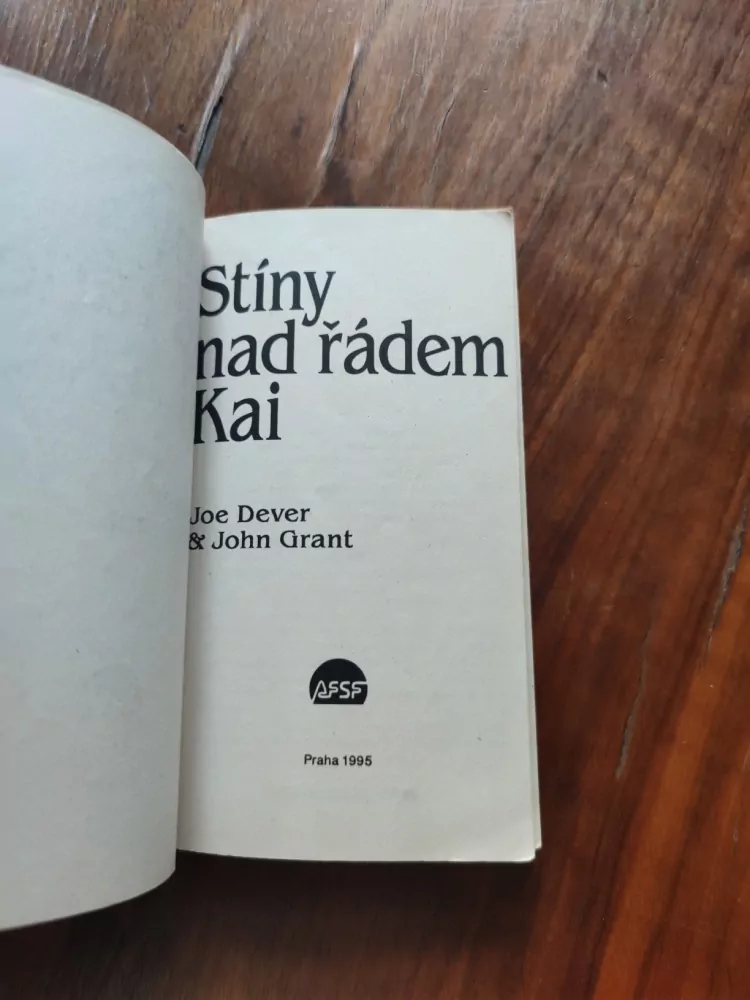 Stíny
nad řádem
Kai
Joe Dever
& John Grant
AFSF
Praha 1995